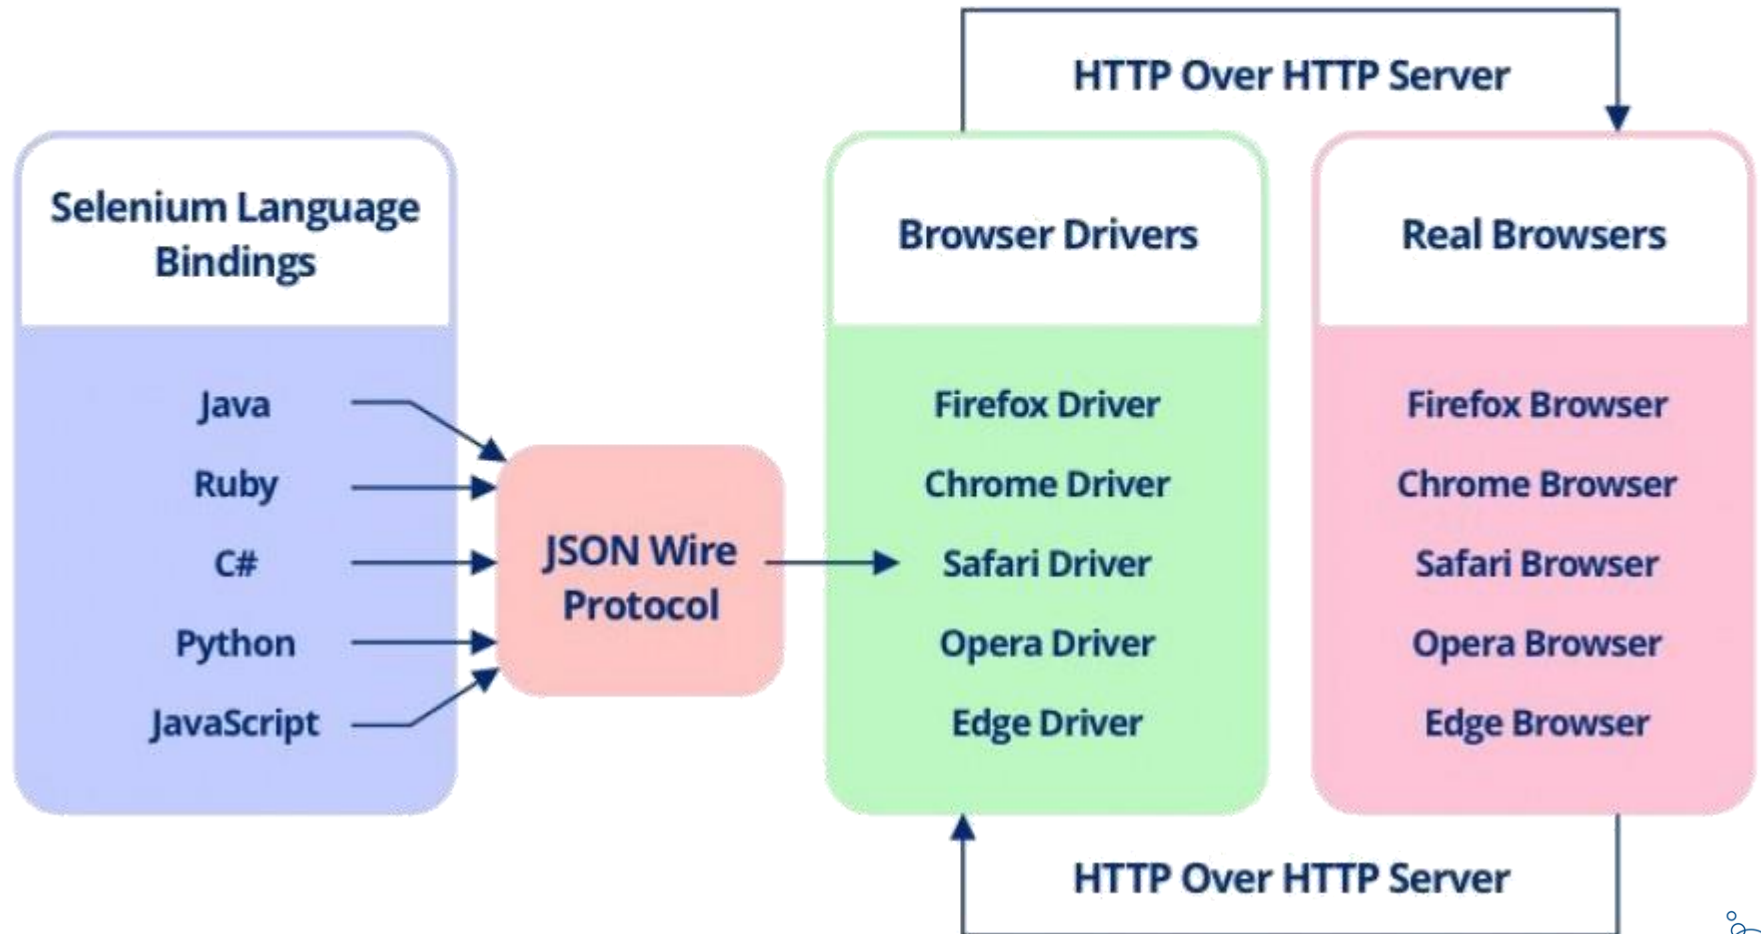 HTTP Over HTTP Server
Selenium Language
Bindings
Java
Ruby
C#
Python
JavaScript
JSON Wire
Protocol
Browser Drivers
Firefox Driver
Chrome Driver
Safari Driver
Opera Driver
Edge Driver
Real Browsers
Firefox Browser
Chrome Browser
Safari Browser
Opera Browser
Edge Browser
HTTP Over HTTP Server